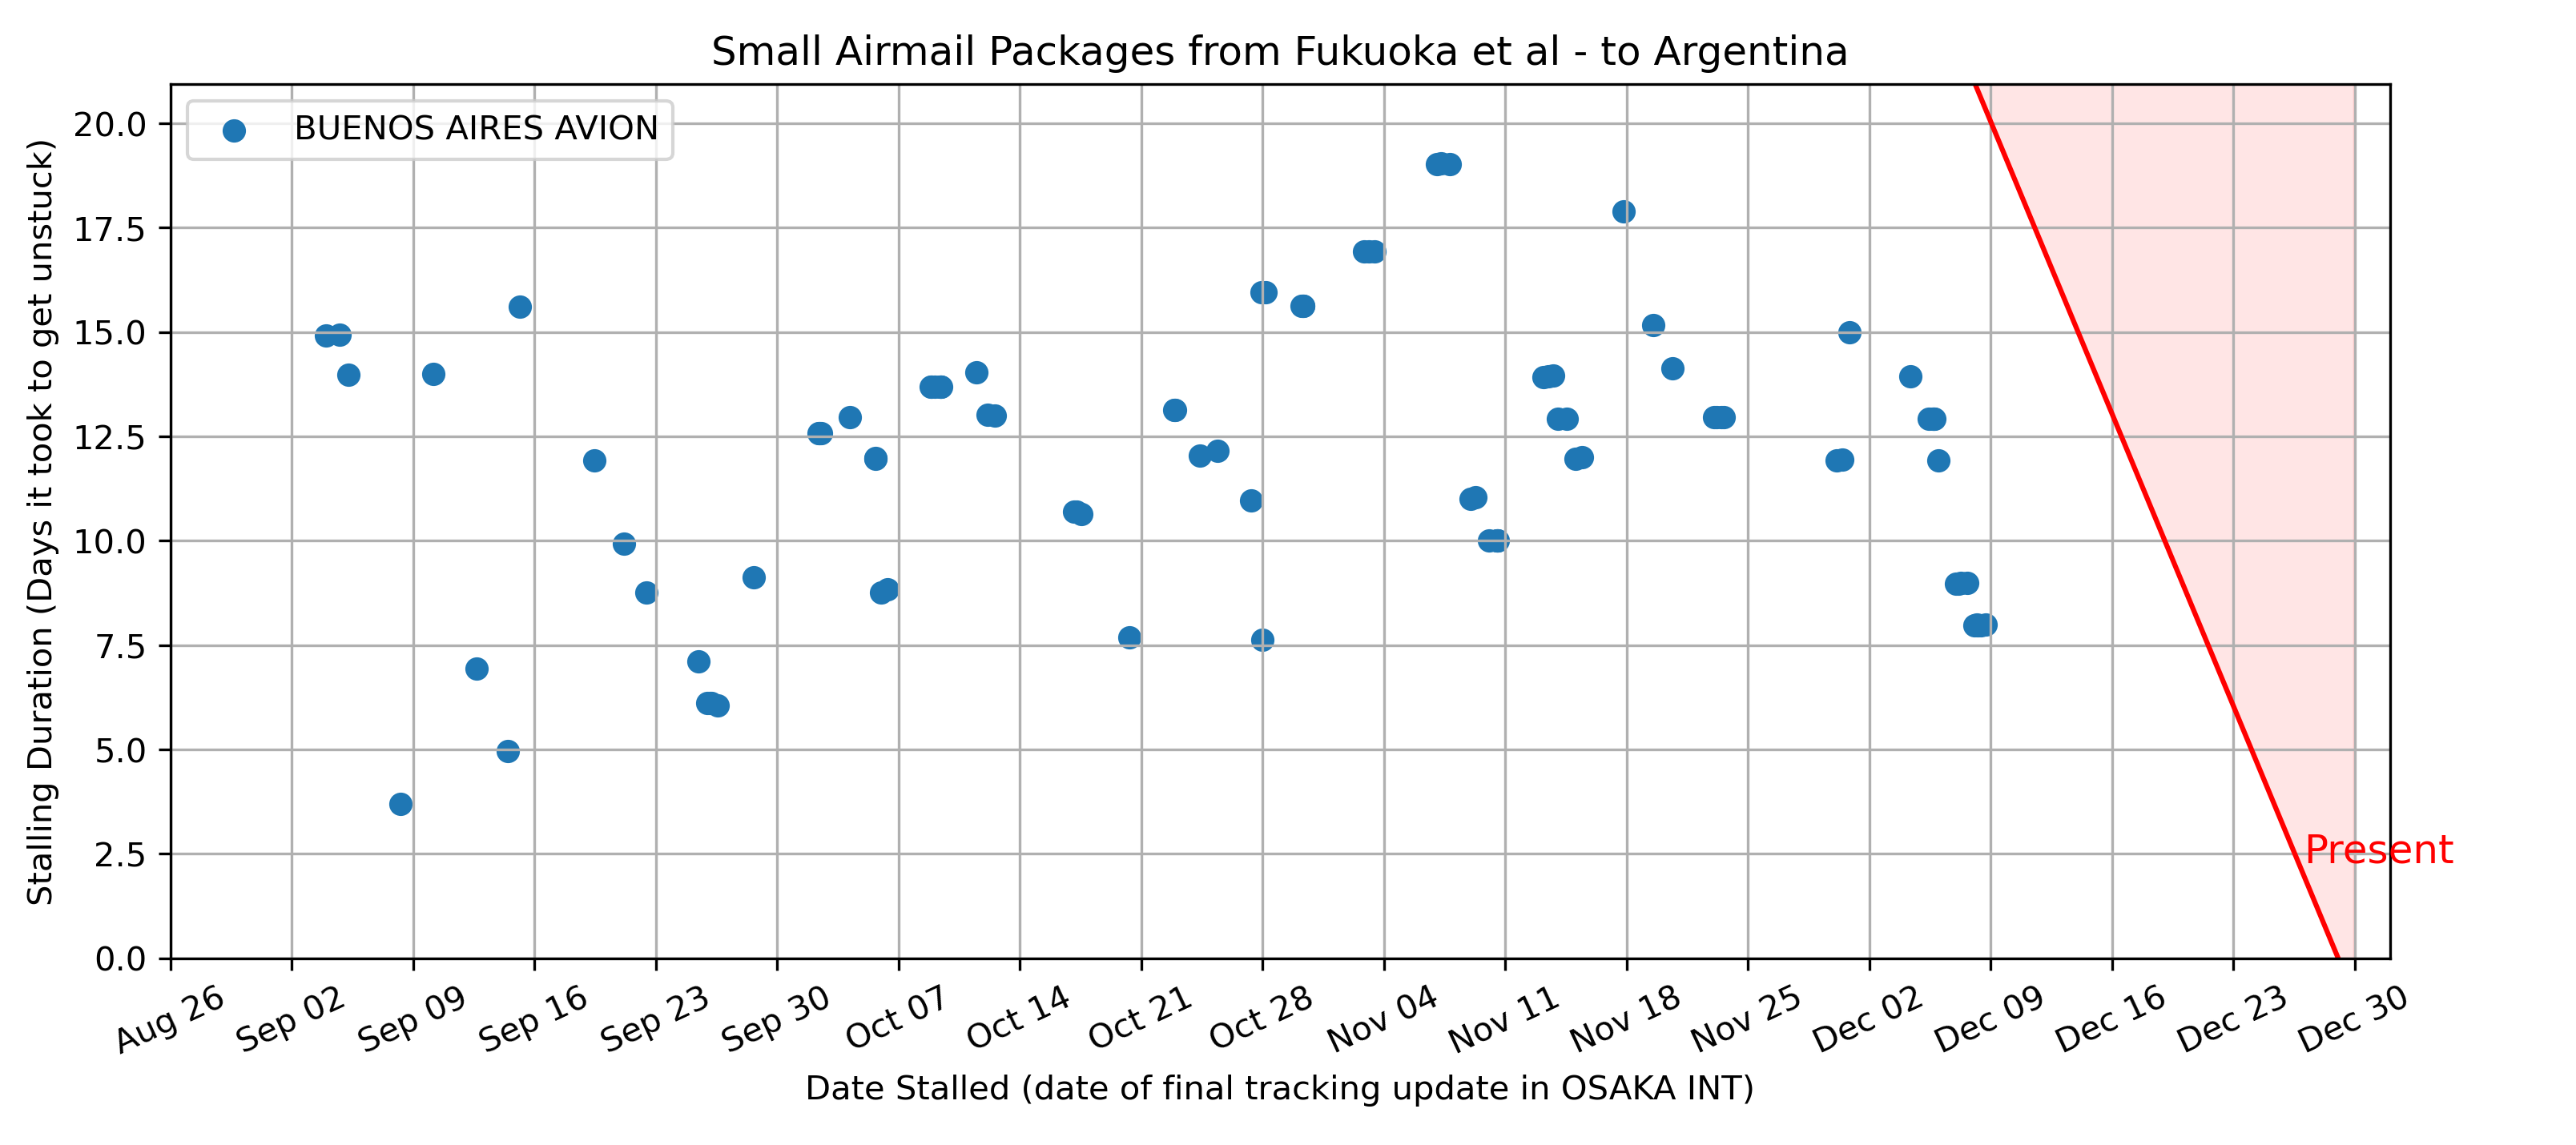 Small Airmail Packages from Fukuoka et al - to Argentina
BUENOS AIRES AVION
Stalling Duration (Days it took to get unstuck)
20.0
17.5
15.0
12.5
10.0
7.5
5.0
2.5
0.0
Present
Aug 26
Sep 02
Sep 09
Sep 16
Sep 23
Sep 30
Oct 07
Oct 14
Oct 21
Oct 28
Nov 04
Nov 11
Nov 18
Nov 25
Dec 02
Dec 09
Dec 16
Dec 23
Dec 30
Date Stalled (date of final tracking update in OSAKA INT)